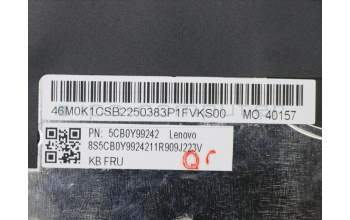 46M0K1CSB2250383P1FVKS00 MO: 40157
PN: 5CB0Y99242 Lenovo
8S5CB0Y9924211R909J223V
KB FRU